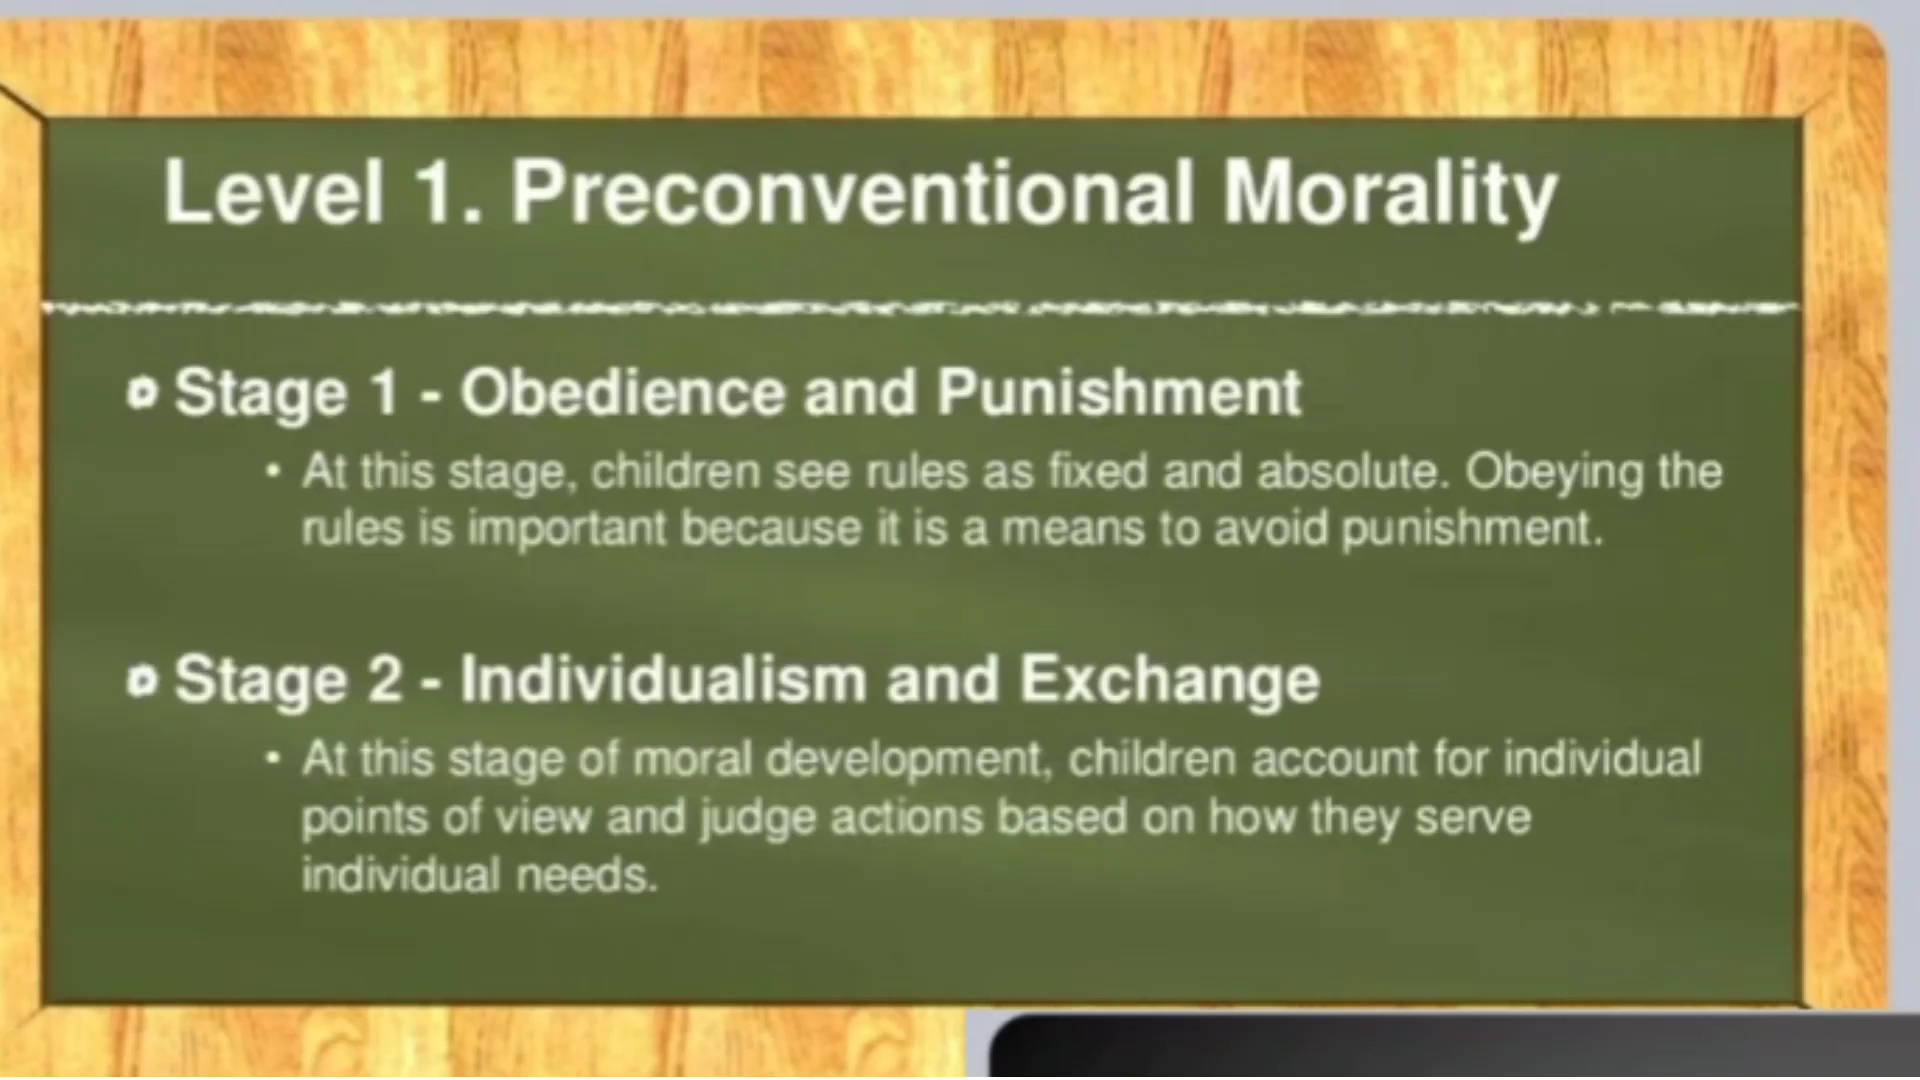 Level 1. Preconventional Morality
Stage 1 - Obedience and Punishment
• At this stage, children see rules as fixed and absolute. Obeying the
rules is important because it is a means to avoid punishment.
Stage 2 - Individualism and Exchange
• At this stage of moral development, children account for individual
points of view and judge actions based on how they serve
individual needs.